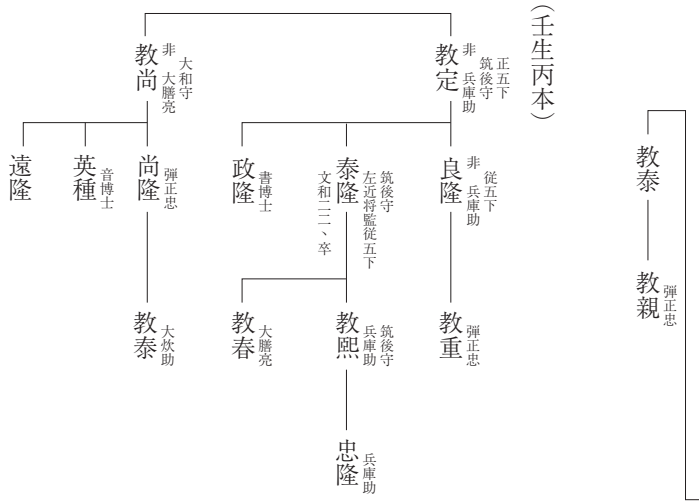 教泰
教親
弾正忠
（壬生丙本）
教定
正五下
筑後守
非 兵庫助
良隆
従五下
非 兵庫助
教重
弾正忠
泰隆
筑後守
左近将監従五下
文和二二、卒
教熙
筑後守
兵庫助
忠隆
兵庫助
教春
大膳亮
政隆
書博士
教尚
大和守
非 大膳亮
尚隆
弾正忠
教泰
大炊助
英種
音博士
遠隆